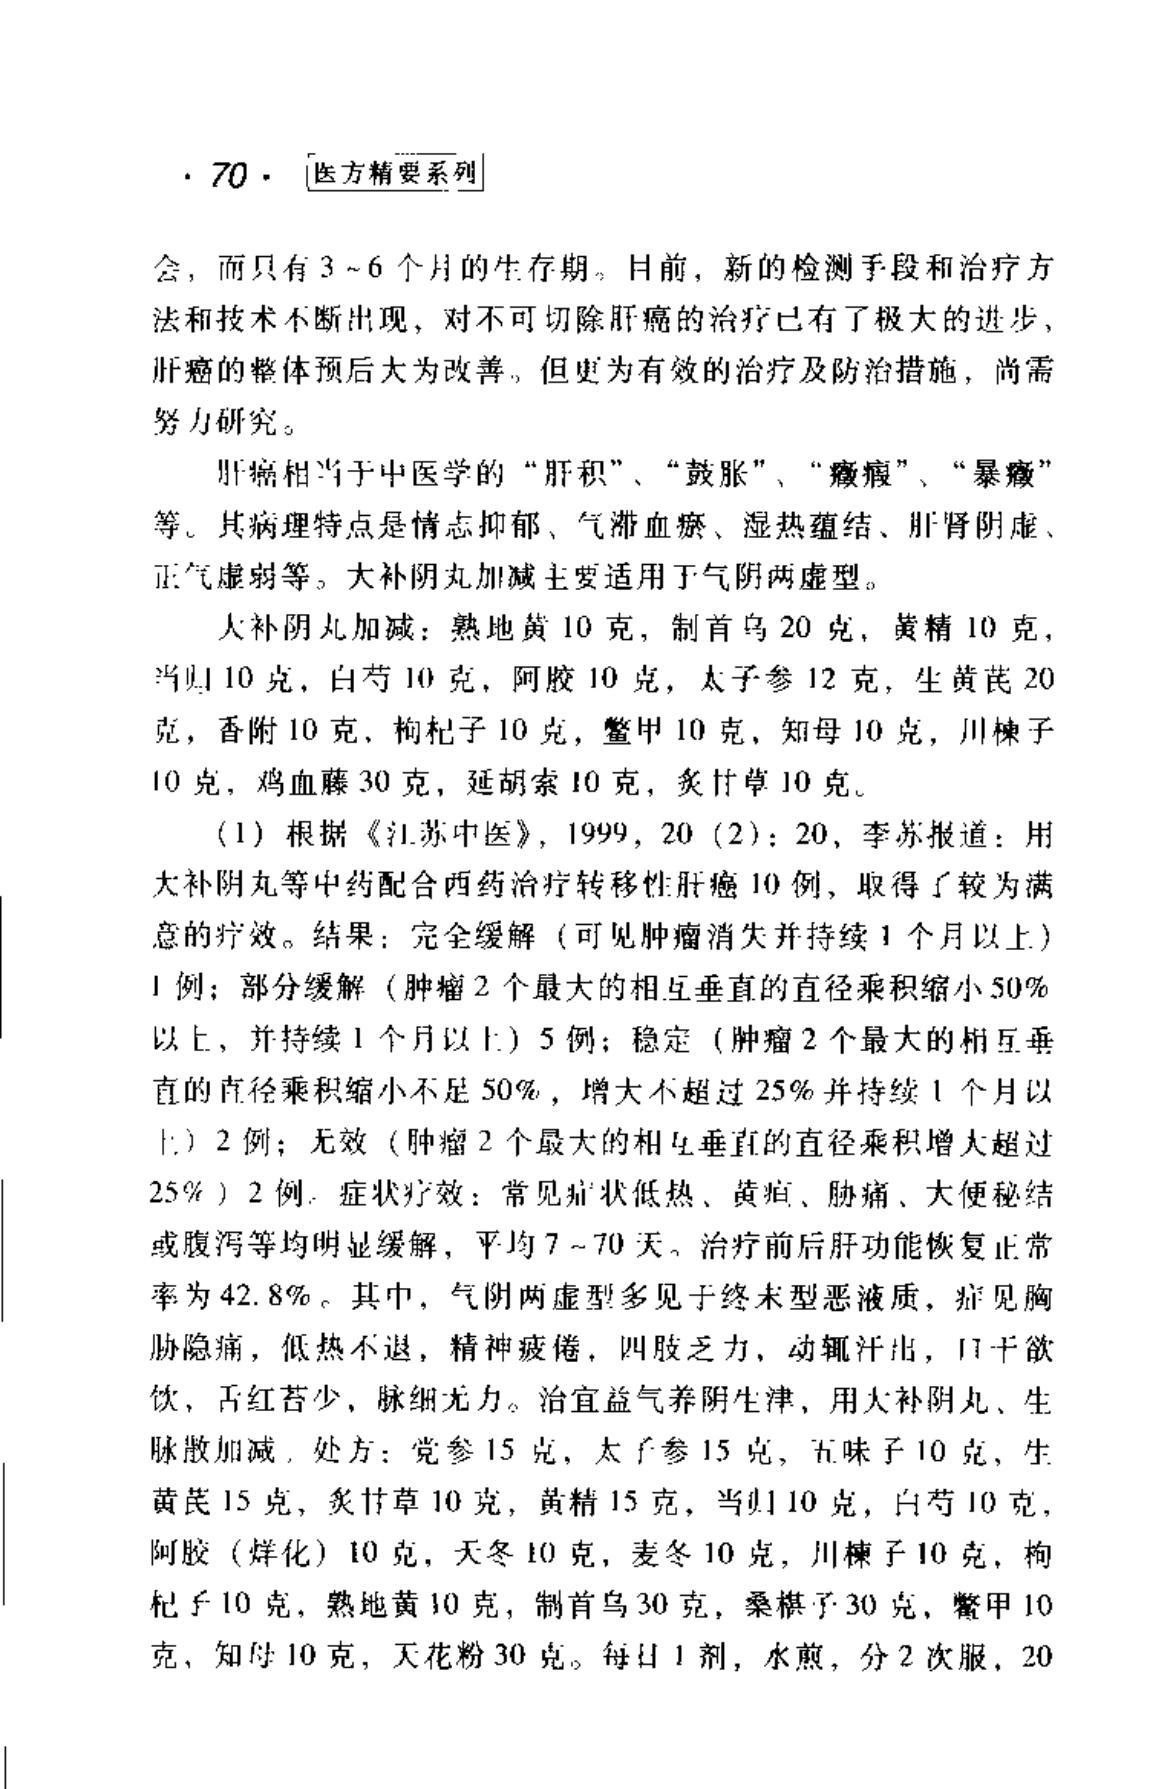 · 70 · 医方精要系列
会，而只有 3 ~ 6 个月的生存期。目前，新的检测手段和治疗方
法和技术不断出现，对不可切除肝癌的治疗已有了极大的进步、
肝癌的整体预后大为改善。但更为有效的治疗及防治措施，尚需
努力研究。
肝癌相当于中医学的“肝积”、“鼓胀”、“癥瘕”、“暴癥”
等。其病理特点是情志抑郁、气滞血瘀、湿热蕴结、肝肾阴虚、
正气虚弱等。大补阴丸加减主要适用于气阴两虚型。
大补阴丸加减：熟地黄 10 克，制首乌 20 克，黄精 10 克，
当归 10 克，白芍 10 克，阿胶 10 克，太子参 12 克，生黄芪 20
克，香附 10 克，枸杞子 10 克，鳖甲 10 克，知母 10 克，川楝子
10 克，鸡血藤 30 克，延胡索 10 克，炙甘草 10 克。
（1）根据《江苏中医》，1999，20（2）：20，李苏报道：用
大补阴丸等中药配合西药治疗转移性肝癌 10 例，取得了较为满
意的疗效。结果：完全缓解（可见肿瘤消失并持续 1 个月以上）
1 例；部分缓解（肿瘤 2 个最大的相互垂直的直径乘积缩小 50%
以上，并持续 1 个月以上）5 例；稳定（肿瘤 2 个最大的相互垂
直的直径乘积缩小不足 50%，增大不超过 25% 并持续 1 个月以
上）2 例；无效（肿瘤 2 个最大的相互垂直的直径乘积增大超过
25%）2 例。症状疗效：常见症状低热、黄疸、胁痛、大便秘结
或腹泻等均明显缓解，平均 7 ~ 70 天。治疗前后肝功能恢复正常
率为 42.8%。其中，气阴两虚型多见于终末型恶液质，症见胸
胁隐痛，低热不退，精神疲倦，四肢乏力，动辄汗出，口干欲
饮，舌红苔少，脉细无力。治宜益气养阴生津，用大补阴丸、生
脉散加减。处方：党参 15 克，太子参 15 克，五味子 10 克，生
黄芪 15 克，炙甘草 10 克，黄精 15 克，当归 10 克，白芍 10 克，
阿胶（烊化）10 克，天冬 10 克，麦冬 10 克，川楝子 10 克，枸
杞子 10 克，熟地黄 10 克，制首乌 30 克，桑椹子 30 克，鳖甲 10
克，知母 10 克，天花粉 30 克。每日 1 剂，水煎，分 2 次服，20